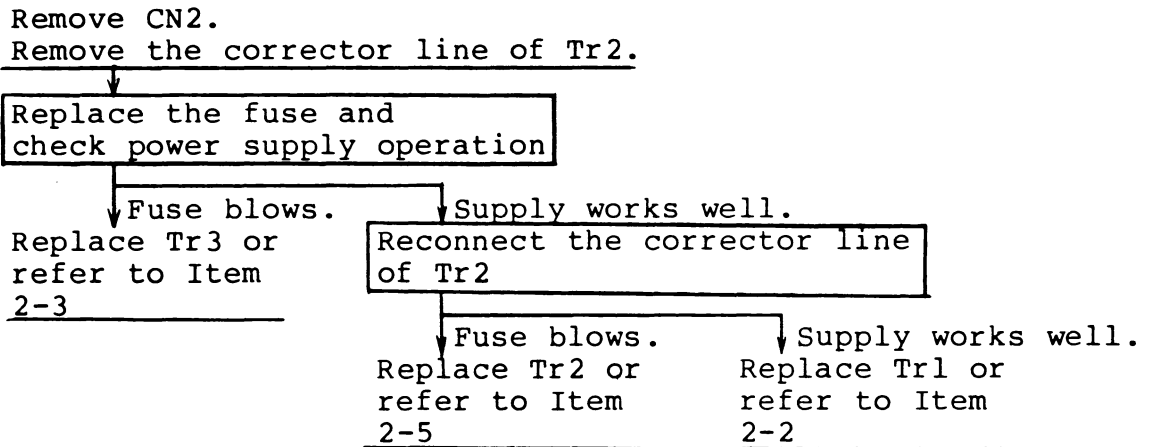 Remove CN2.
Remove the corrector line of Tr2.
Replace the fuse and
check power supply operation
Fuse blows.
Supply works well.
Replace Tr3 or
refer to Item
2-3
Reconnect the corrector line
of Tr2
Fuse blows.
Supply works well.
Replace Tr2 or
refer to Item
2-5
Replace Tr1 or
refer to Item
2-2